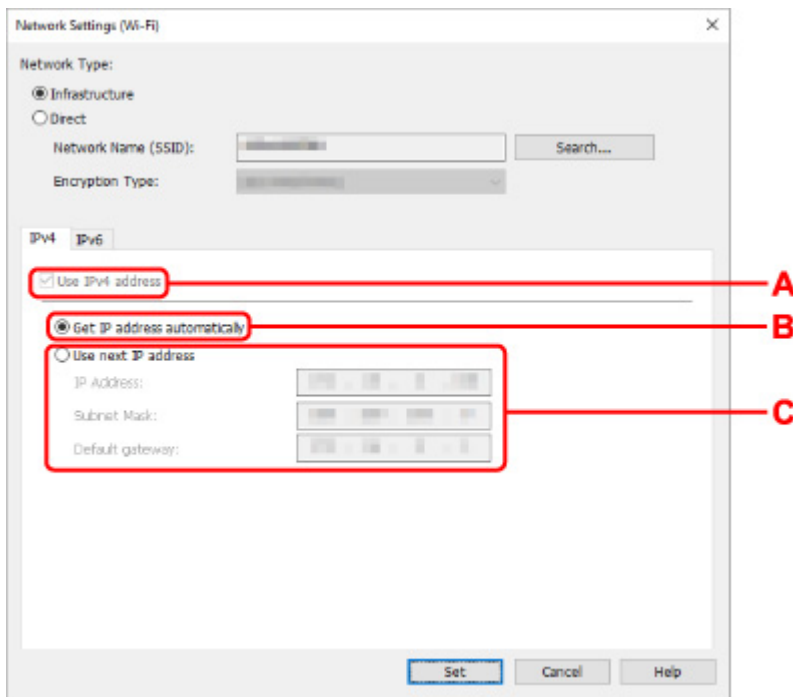 Network Settings (Wi-Fi)
Network Type:
Infrastructure
Direct
Network Name (SSID):
Search...
Encryption Type:
IPv4 IPv6
Use IPv4 address
A
Get IP address automatically
B
Use next IP address
IP Address:
Subnet Mask:
C
Default gateway:
Set Cancel Help